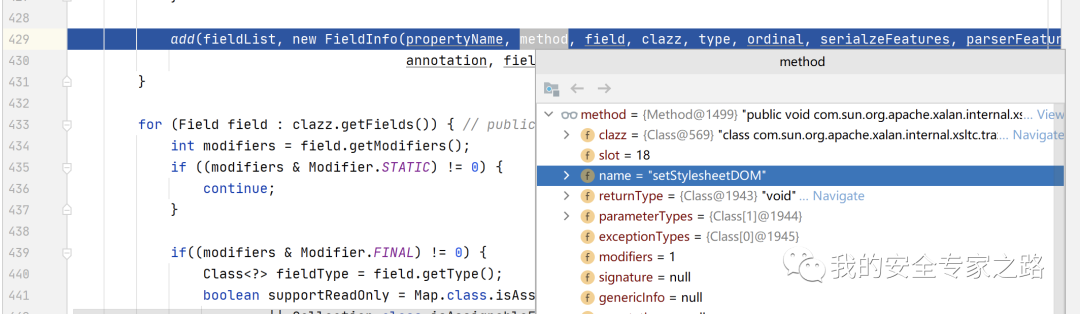 428
429 add(fieldList, new FieldInfo(propertyName, method, field, clazz, type, ordinal, serialzeFeatures, parserFeatur
430 annotation, fiel
method
431 }
432
method = {Method@1499} "public void com.sun.org.apache.xalan.internal.xs... View
433 for (Field field : clazz.getFields()) { // public
clazz = {Class@569} "class com.sun.org.apache.xalan.internal.xsltc.tra... Navigate
434 int modifiers = field.getModifiers();
slot = 18
435 if ((modifiers & Modifier.STATIC) != 0) {
name = "setStylesheetDOM"
436 continue;
returnType = {Class@1943} "void" ... Navigate
437 }
parameterTypes = {Class[1]@1944}
438
exceptionTypes = {Class[0]@1945}
439 if((modifiers & Modifier.FINAL) != 0) {
modifiers = 1
440 Class<?> fieldType = field.getType();
signature = null
441 boolean supportReadOnly = Map.class.isAss
genericInfo = null
我的安全专家之路